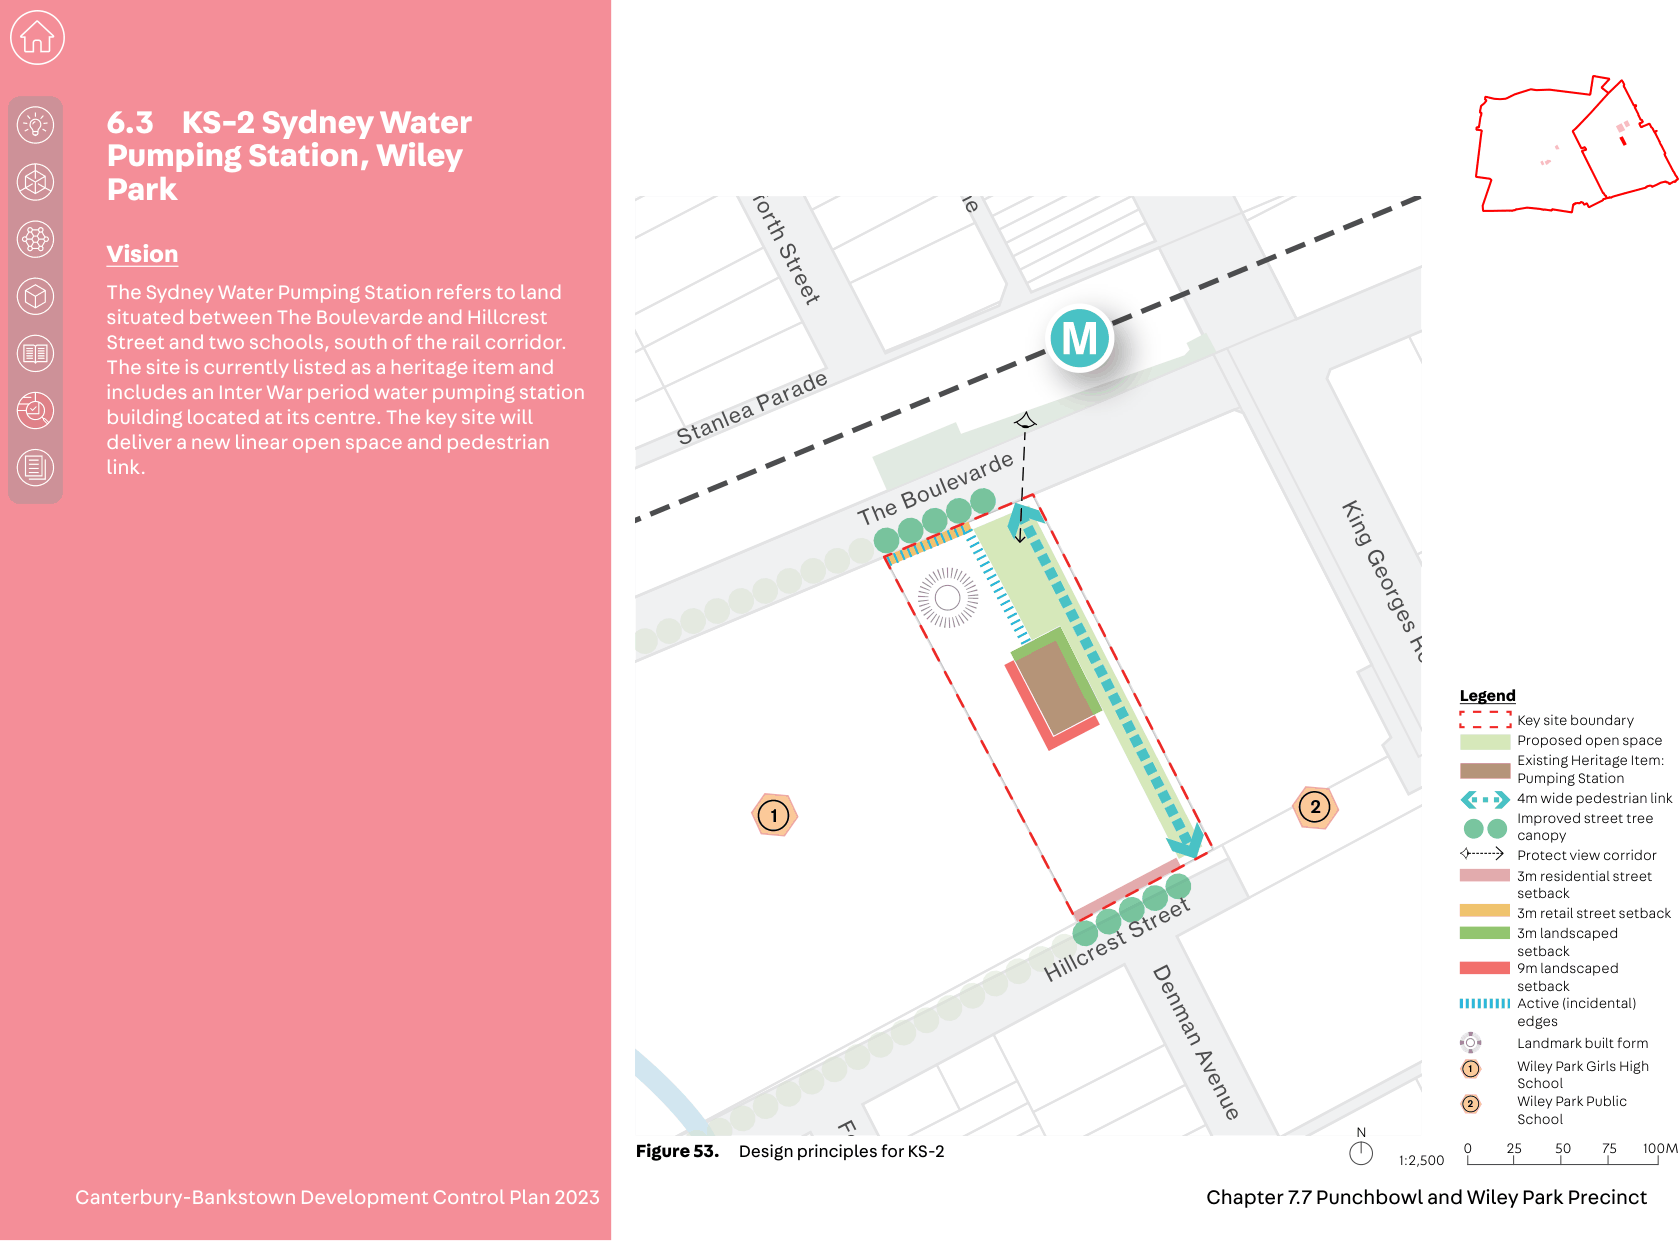 6.3 KS-2 Sydney Water
Pumping Station, Wiley
Park
Vision
The Sydney Water Pumping Station refers to land
situated between The Boulevarde and Hillcrest
Street and two schools, south of the rail corridor.
The site is currently listed as a heritage item and
includes an Inter War period water pumping station
building located at its centre. The key site will
deliver a new linear open space and pedestrian
link.
orth Street
M
Stanlea Parade
The Boulevarde
King Georges R
1
2
Hillcrest Street
Denman Avenue
Legend
Key site boundary
Proposed open space
Existing Heritage Item:
Pumping Station
4m wide pedestrian link
Improved street tree
canopy
Protect view corridor
3m residential street
setback
3m retail street setback
3m landscaped
setback
9m landscaped
setback
Active (incidental)
edges
Landmark built form
1 Wiley Park Girls High
School
2 Wiley Park Public
School
Figure 53. Design principles for KS-2
N
1:2,500
0 25 50 75 100M
Canterbury-Bankstown Development Control Plan 2023
Chapter 7.7 Punchbowl and Wiley Park Precinct